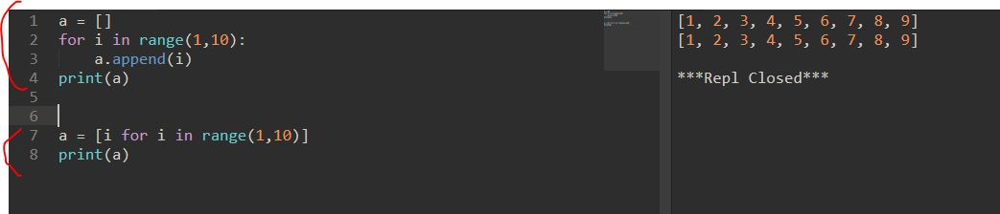 1 a = []
2 for i in range(1,10):
3     a.append(i)
4 print(a)
5
6
7 a = [i for i in range(1,10)]
8 print(a)
[1, 2, 3, 4, 5, 6, 7, 8, 9]
[1, 2, 3, 4, 5, 6, 7, 8, 9]
***Repl Closed***